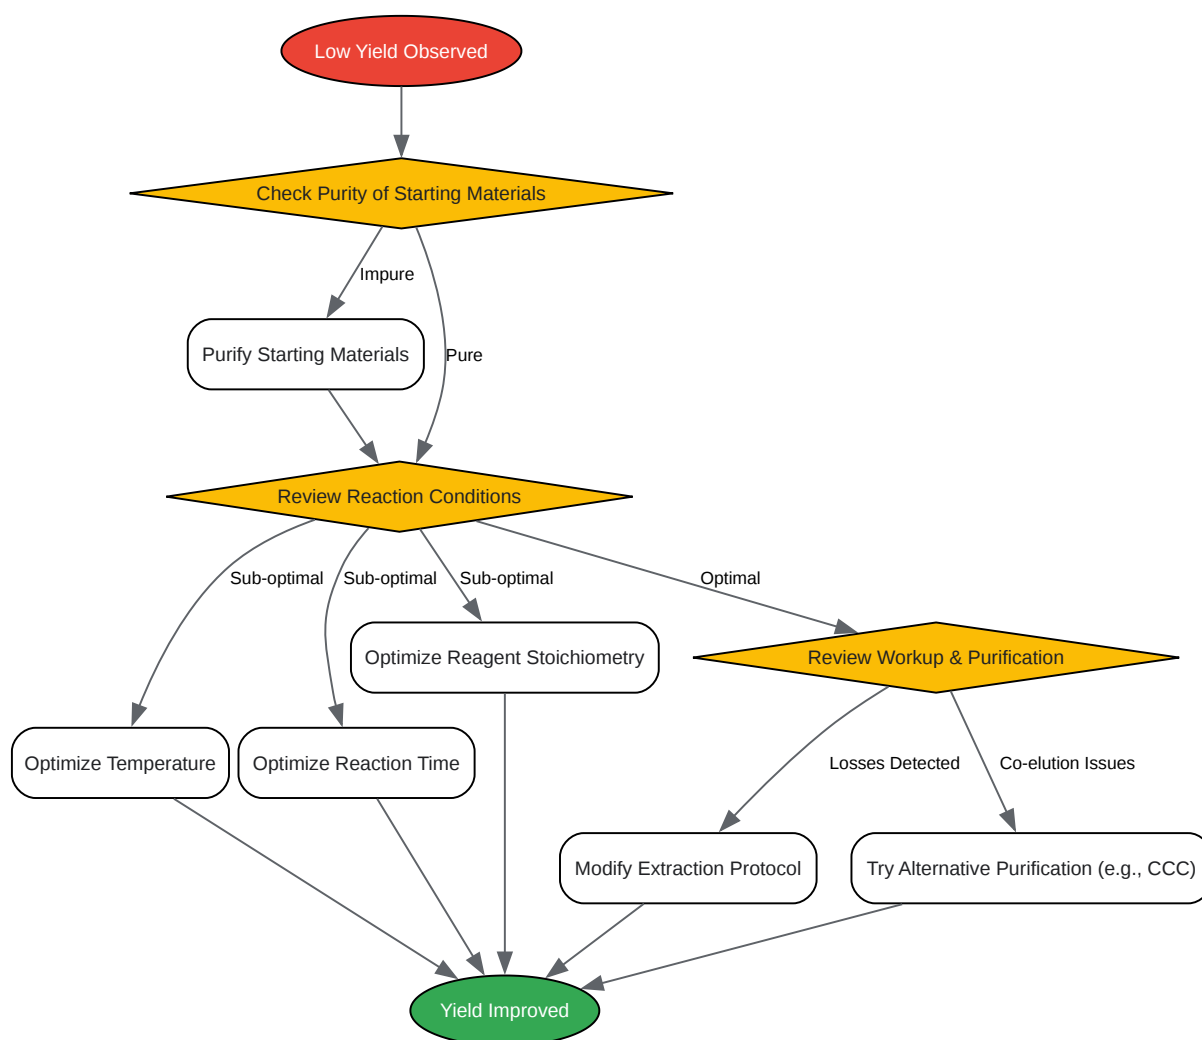 Low Yield Observed
Check Purity of Starting Materials
Impure
Purify Starting Materials
Pure
Review Reaction Conditions
Sub-optimal
Sub-optimal
Sub-optimal
Optimal
Optimize Reagent Stoichiometry
Review Workup & Purification
Optimize Temperature
Optimize Reaction Time
Losses Detected
Co-elution Issues
Modify Extraction Protocol
Try Alternative Purification (e.g., CCC)
Yield Improved